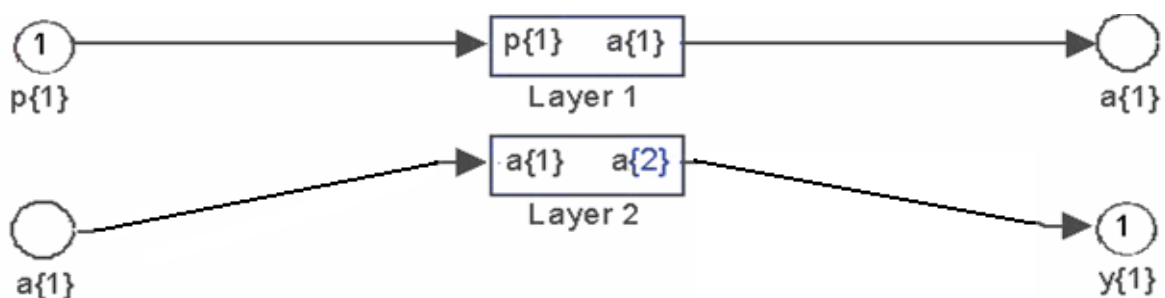 1 p{1} a{1}
p{1} Layer 1 a{1}
a{1} a{2}
Layer 2 1
a{1} y{1}